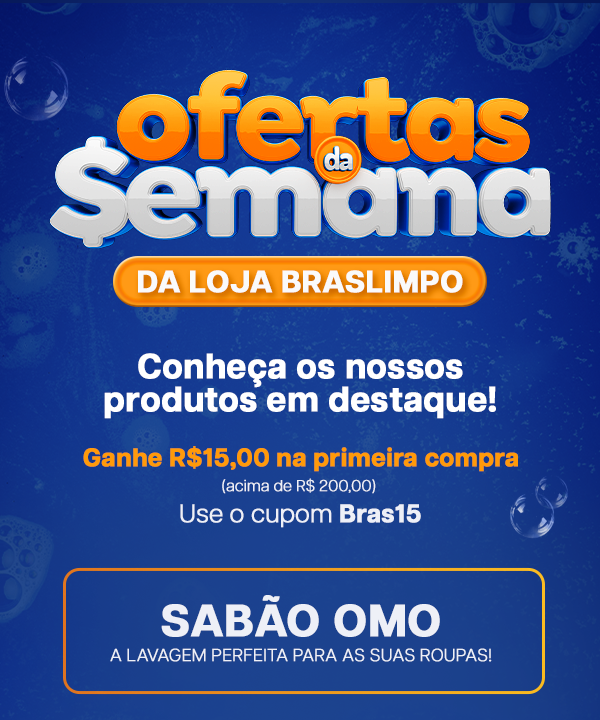 ofertas
da
$emana
DA LOJA BRASLIMPO
Conheça os nossos
produtos em destaque!
Ganhe R$15,00 na primeira compra
(acima de R$ 200,00)
Use o cupom Bras15
SABÃO OMO
A LAVAGEM PERFEITA PARA AS SUAS ROUPAS!